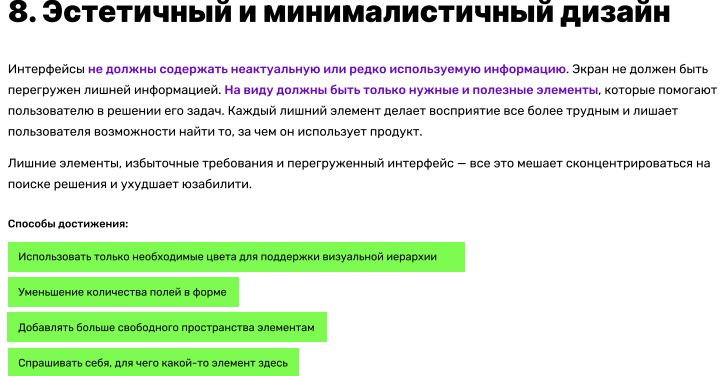 8. Эстетичный и минималистичный дизайн
Интерфейсы не должны содержать неактуальную или редко используемую информацию. Экран не должен быть
перегружен лишней информацией. На виду должны быть только нужные и полезные элементы, которые помогают
пользователю в решении его задач. Каждый лишний элемент делает восприятие все более трудным и лишает
пользователя возможности найти то, за чем он использует продукт.
Лишние элементы, избыточные требования и перегруженный интерфейс — все это мешает сконцентрироваться на
поиске решения и ухудшает юзабилити.
Способы достижения:
Использовать только необходимые цвета для поддержки визуальной иерархии
Уменьшение количества полей в форме
Добавлять больше свободного пространства элементам
Спрашивать себя, для чего какой-то элемент здесь